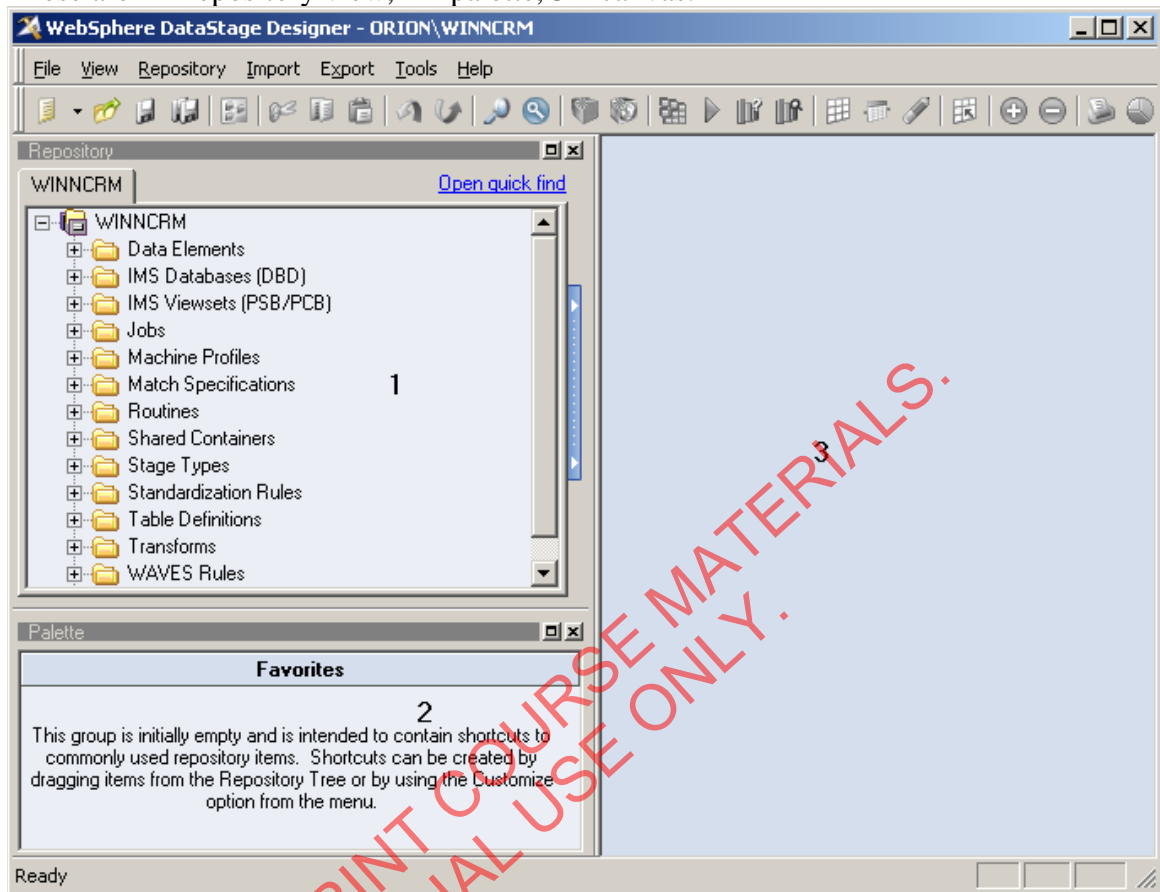 WebSphere DataStage Designer - ORION\WINNCRM
File View Repository Import Export Tools Help
Repository
WINNCRM Open quick find
WINNCRM
Data Elements
IMS Databases (DBD)
IMS Viewsets (PSB/PCB)
Jobs
Machine Profiles
Match Specifications
1
Routines
Shared Containers
Stage Types
Standardization Rules
Table Definitions
Transforms
WAVES Rules
3
Palette
Favorites
2
This group is initially empty and is intended to contain shortcuts to
commonly used repository items. Shortcuts can be created by
dragging items from the Repository Tree or by using the Customize
option from the menu.
Ready
PRINT COURSE MATERIALS.
USE ONLY.